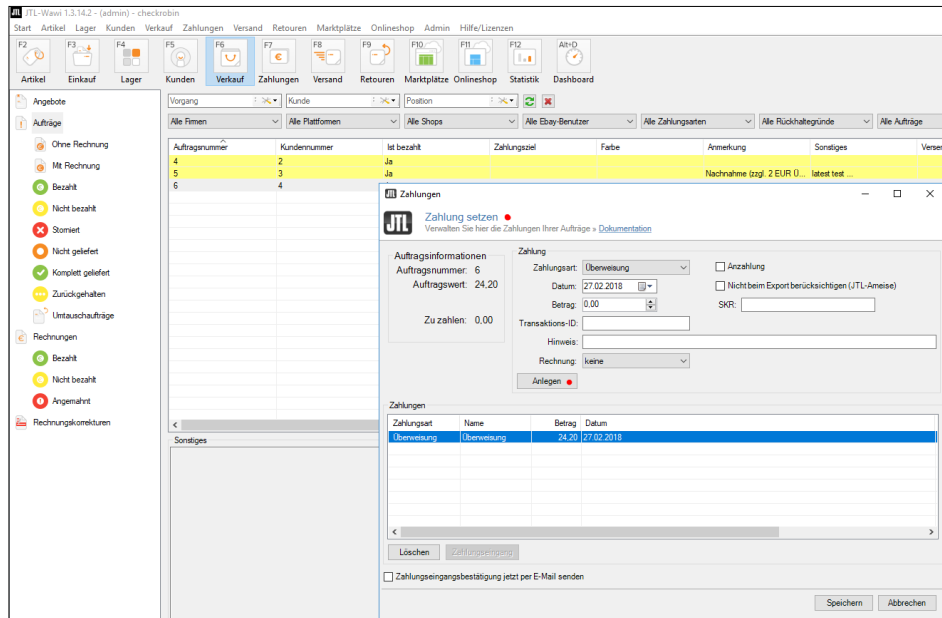 JTL-Wawi 1.3.14.2 - (admin) - checkrobin
Start Artikel Lager Kunden Verkauf Zahlungen Versand Retouren Marktplätze Onlineshop Admin Hilfe/Lizenzen
F2 F3 F4 F5 F6 F7 F8 F9 F10 F11 F12 Alt+D
Artikel Einkauf Lager Kunden Verkauf Zahlungen Versand Retouren Marktplätze Onlineshop Statistik Dashboard
Angebote
Aufträge
Ohne Rechnung
Mit Rechnung
Bezahlt
Nicht bezahlt
Storniert
Nicht geliefert
Komplett geliefert
Zurückgehalten
Umtauschaufträge
Rechnungen
Bezahlt
Nicht bezahlt
Angemahnt
Rechnungskorrekturen
Vorgang Kunde Position
Alle Firmen Alle Plattformen Alle Shops Alle Ebay-Benutzer Alle Zahlungsarten Alle Rückhaltegründe Alle Aufträge
Auftragsnummer Kundennummer Ist bezahlt Zahlungsziel Farbe Anmerkung Sonstiges Verser
4 2 Ja
5 3 Ja Nachnahme (zzgl. 2 EUR Ü... latest test ...
6 4
Sonstiges
JTL Zahlungen
JTL
Zahlung setzen
Verwalten Sie hier die Zahlungen Ihrer Aufträge » Dokumentation
Auftragsinformationen
Auftragsnummer: 6
Auftragswert: 24,20
Zu zahlen: 0,00
Zahlung
Zahlungsart: Überweisung
Anzahlung
Datum: 27.02.2018
Nicht beim Export berücksichtigen (JTL-Ameise)
Betrag: 0,00
SKR:
Transaktions-ID:
Hinweis:
Rechnung: keine
Anlegen
Zahlungen
Zahlungsart Name Betrag Datum
Überweisung Überweisung 24,20 27.02.2018
Löschen Zahlungseingang
Zahlungseingangsbestätigung jetzt per E-Mail senden
Speichern Abbrechen